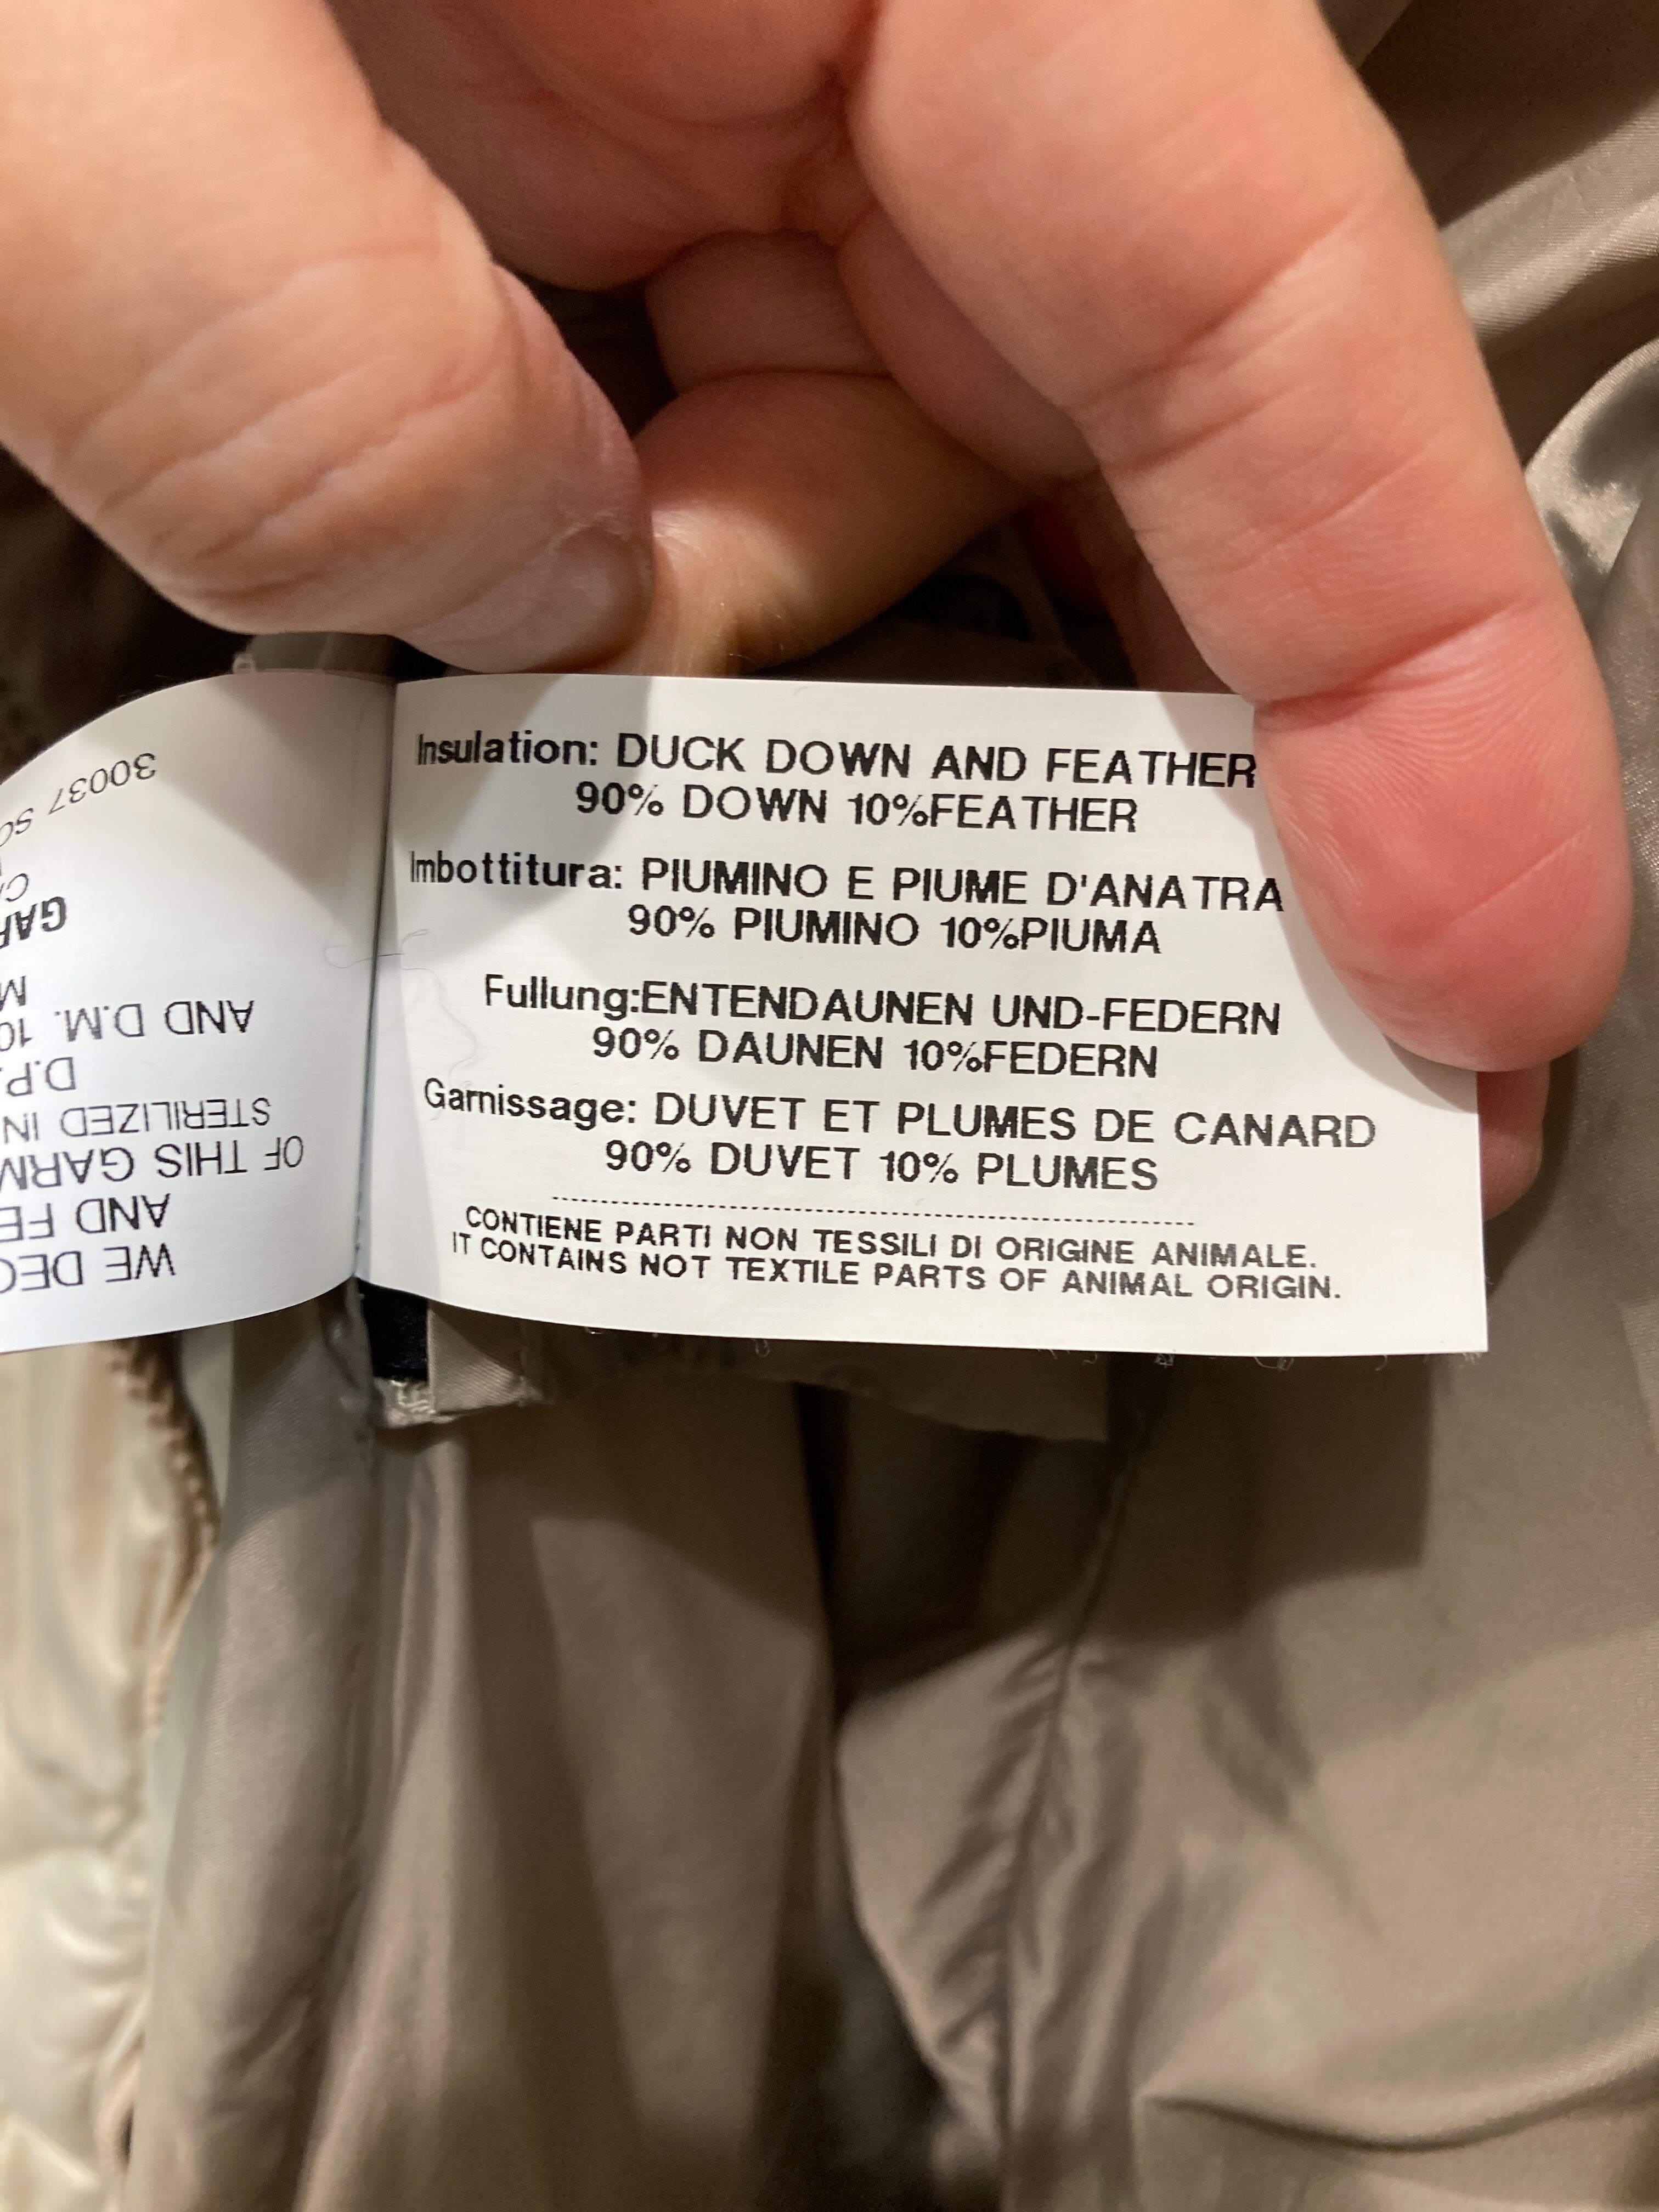 Insulation: DUCK DOWN AND FEATHER
90% DOWN 10%FEATHER
Imbottitura: PIUMINO E PIUME D'ANATRA
90% PIUMINO 10%PIUMA
Fullung:ENTENDAUNEN UND-FEDERN
90% DAUNEN 10%FEDERN
Garnissage: DUVET ET PLUMES DE CANARD
90% DUVET 10% PLUMES
CONTIENE PARTI NON TESSILI DI ORIGINE ANIMALE.
IT CONTAINS NOT TEXTILE PARTS OF ANIMAL ORIGIN.
WE
AND
OF THIS
STERILIZED IN
AND D.M.
30037